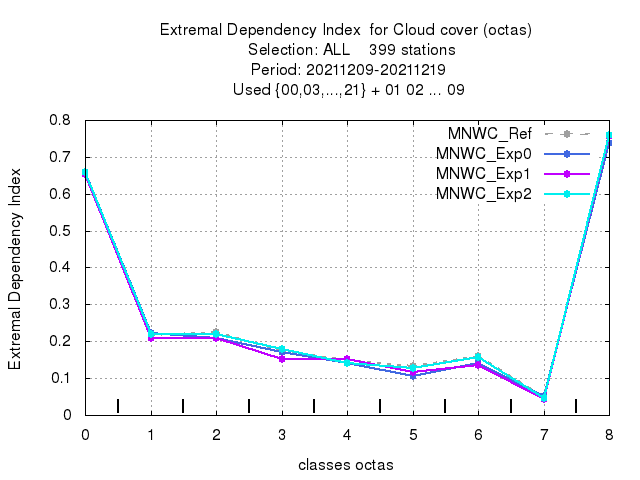 Extremal Dependency Index  for Cloud cover (octas)
Selection: ALL    399 stations
Period: 20211209-20211219
Used {00,03,...,21} + 01 02 ... 09
Extremal Dependency Index
0.8
0.7
0.6
0.5
0.4
0.3
0.2
0.1
0
MNWC_Ref
MNWC_Exp0
MNWC_Exp1
MNWC_Exp2
0 1 2 3 4 5 6 7 8
classes octas